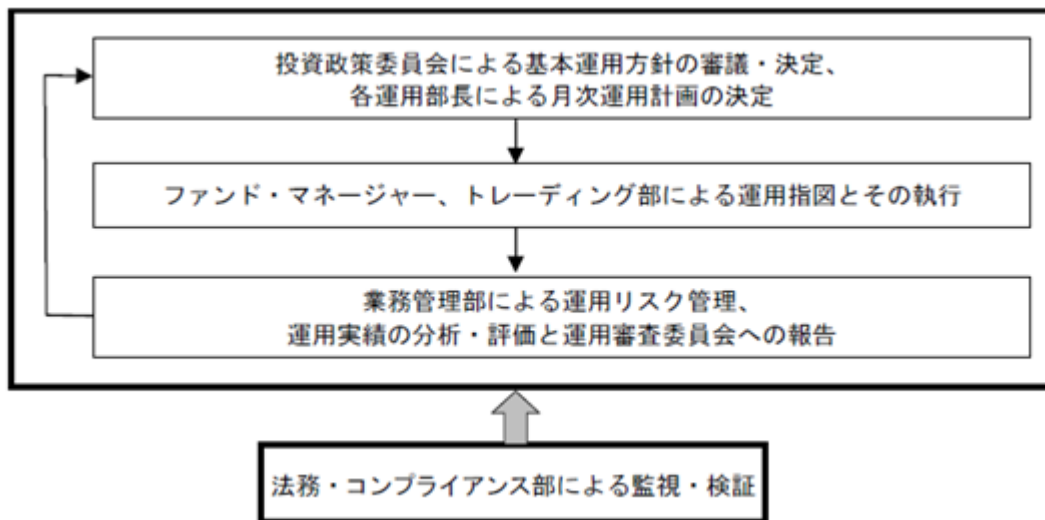 投資政策委員会による基本運用方針の審議・決定、
各運用部長による月次運用計画の決定
ファンド・マネージャー、トレーディング部による運用指図とその執行
業務管理部による運用リスク管理、
運用実績の分析・評価と運用審査委員会への報告
法務・コンプライアンス部による監視・検証